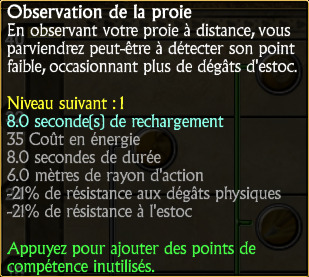 Observation de la proie
En observant votre proie à distance, vous
parviendrez peut-être à détecter son point
faible, occasionnant plus de dégâts d'estoc.
Niveau suivant : 1
8.0 seconde(s) de rechargement
35 Coût en énergie
8.0 secondes de durée
6.0 mètres de rayon d'action
-21% de résistance aux dégâts physiques
-21% de résistance à l'estoc
Appuyez pour ajouter des points de
compétence inutilisés.